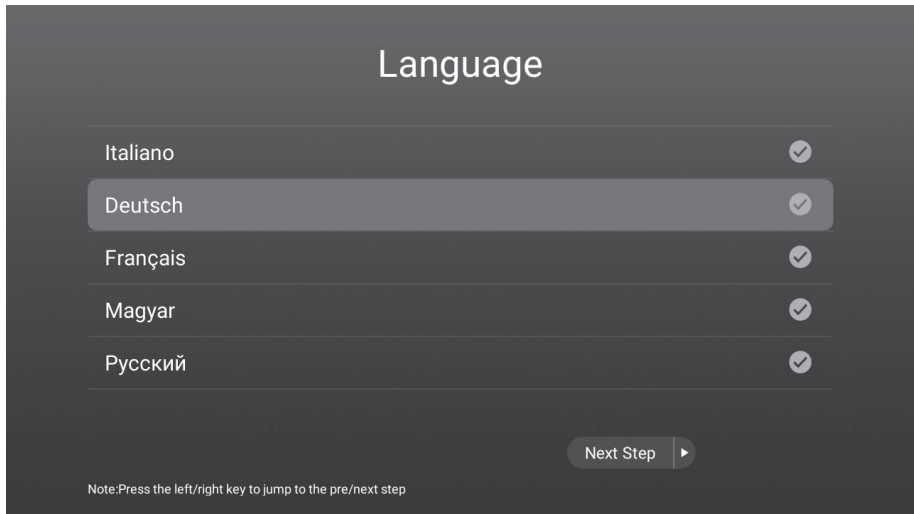 Language
Italiano
Deutsch
Français
Magyar
Русский
Next Step
Note:Press the left/right key to jump to the pre/next step